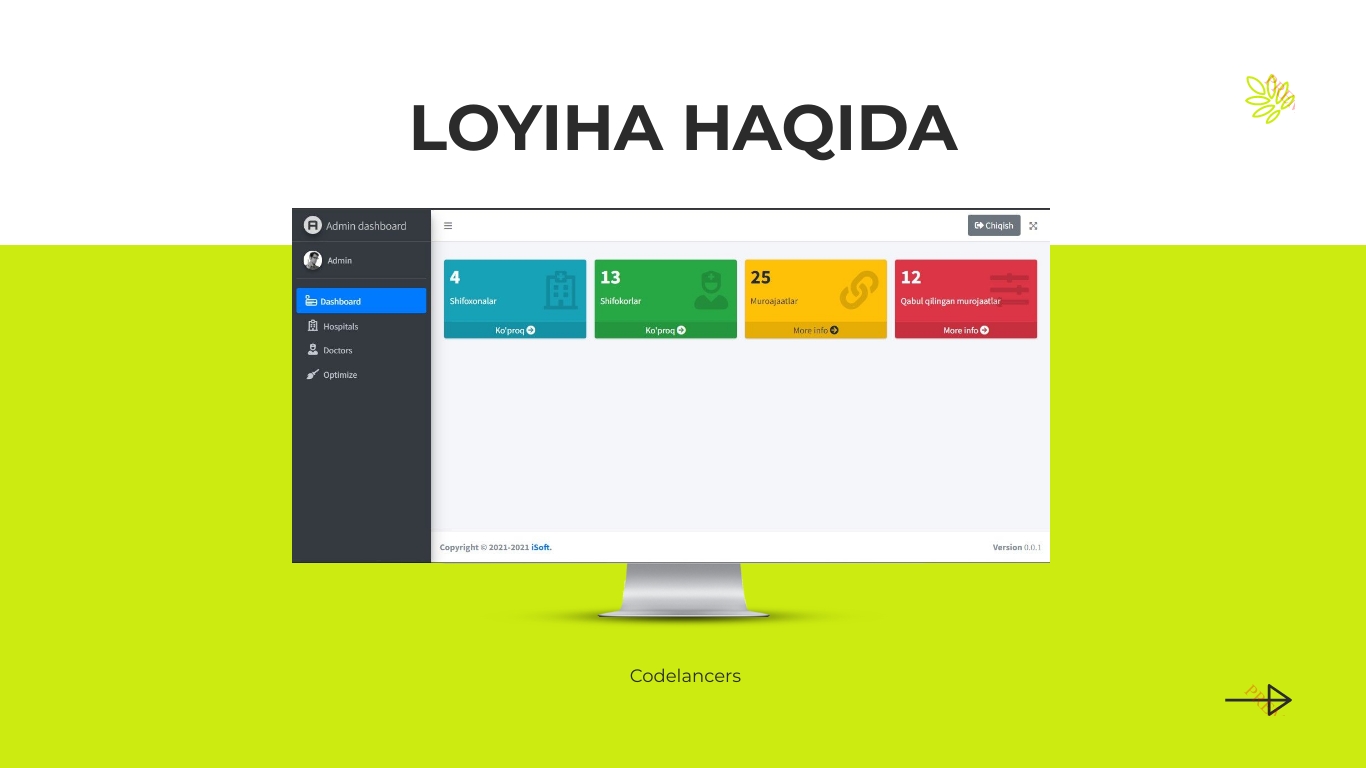 LOYIHA HAQIDA
Admin dashboard
Chiqish
Admin
Dashboard
Hospitals
Doctors
Optimize
4
Shifoxonalar
Ko'proq
13
Shifokorlar
Ko'proq
25
Muroajaatlar
More info
12
Qabul qilingan murojaatlar
More info
Copyright © 2021-2021 iSoft.
Version 0.0.1
Codelancers